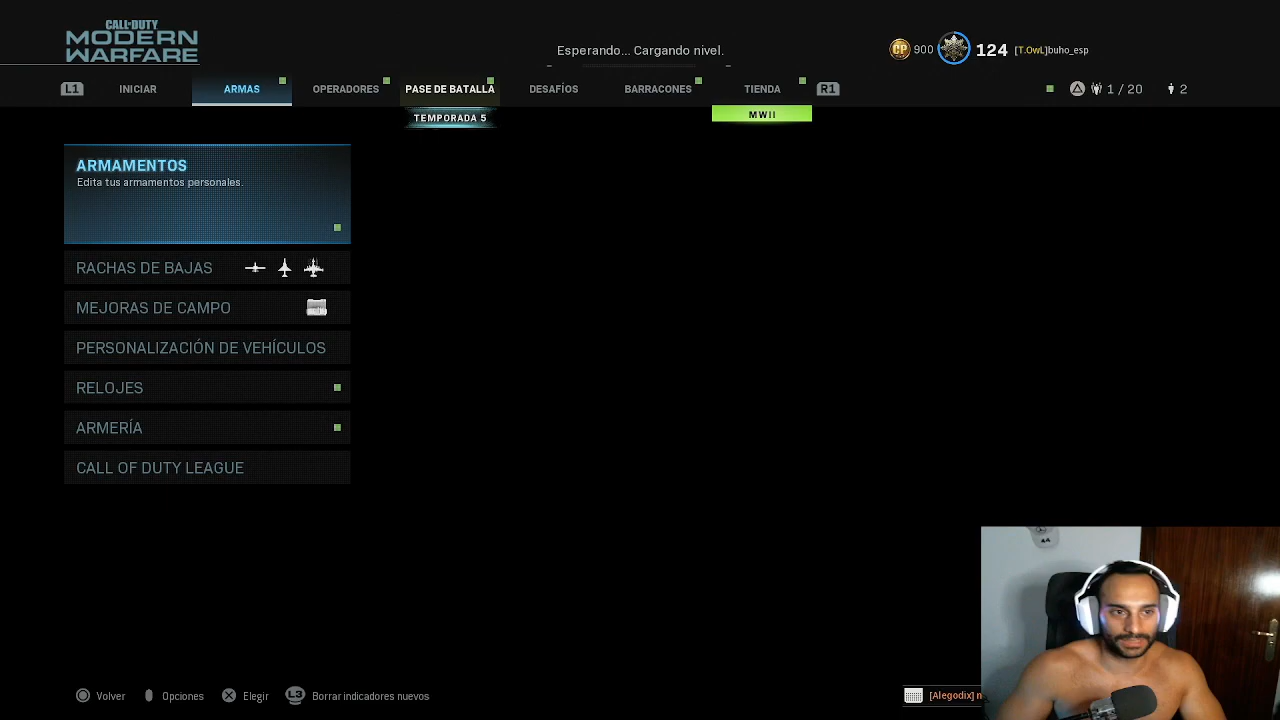 CALL OF DUTY
MODERN
WARFARE
Esperando... Cargando nivel.
CP 900 124 [T.OwL]buho_esp
L1 INICIAR ARMAS OPERADORES PASE DE BATALLA DESAFÍOS BARRACONES TIENDA R1 1 / 20 2
TEMPORADA 5 MWII
ARMAMENTOS
Edita tus armamentos personales.
RACHAS DE BAJAS
MEJORAS DE CAMPO
PERSONALIZACIÓN DE VEHÍCULOS
RELOJES
ARMERÍA
CALL OF DUTY LEAGUE
Volver Opciones Elegir L3 Borrar indicadores nuevos [Alegodix]